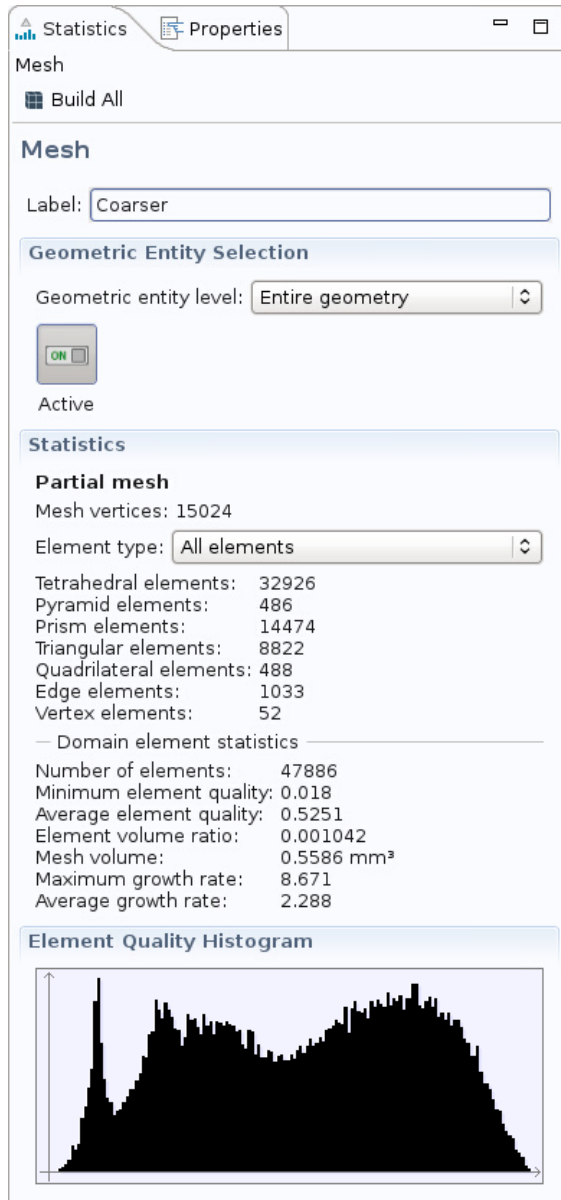 Statistics Properties
Mesh
Build All
Mesh
Label: Coarser
Geometric Entity Selection
Geometric entity level: Entire geometry
ON
Active
Statistics
Partial mesh
Mesh vertices: 15024
Element type: All elements
Tetrahedral elements: 32926
Pyramid elements: 486
Prism elements: 14474
Triangular elements: 8822
Quadrilateral elements: 488
Edge elements: 1033
Vertex elements: 52
Domain element statistics
Number of elements: 47886
Minimum element quality: 0.018
Average element quality: 0.5251
Element volume ratio: 0.001042
Mesh volume: 0.5586 mm³
Maximum growth rate: 8.671
Average growth rate: 2.288
Element Quality Histogram